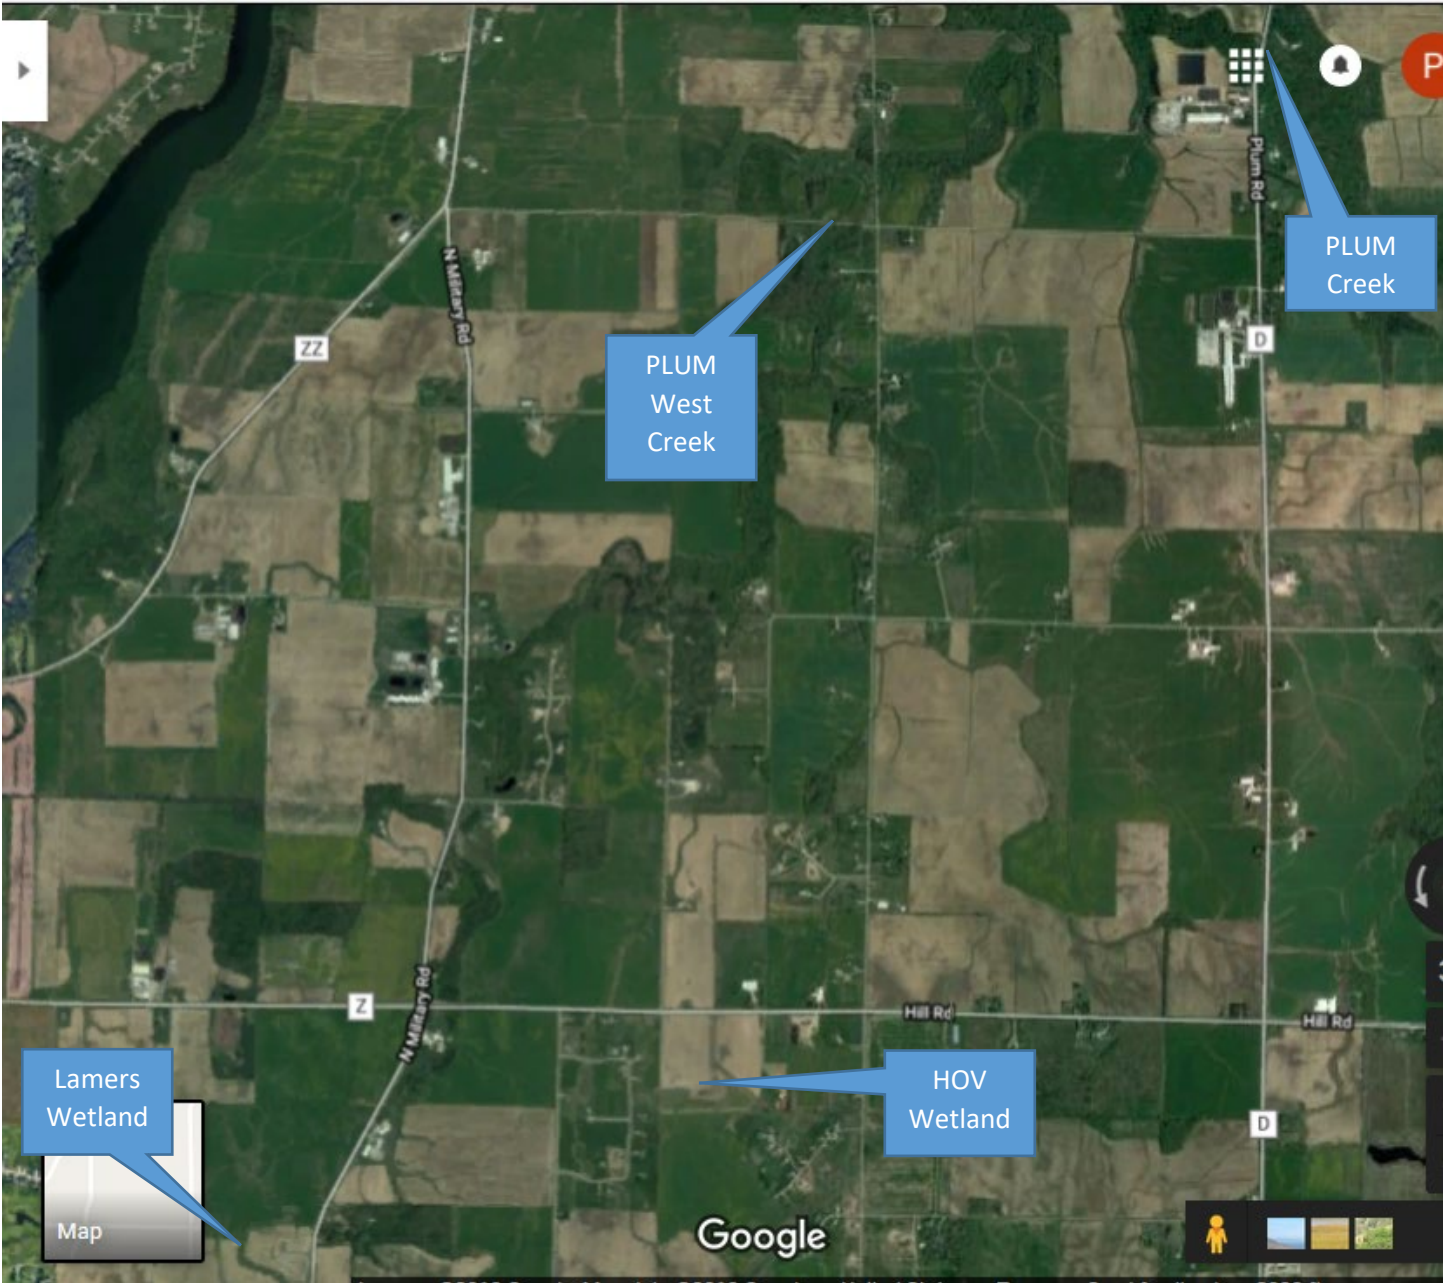 P
Plum Rd
PLUM
Creek
N Military Rd
ZZ
D
PLUM
West
Creek
Z
N Military Rd
Hill Rd
Hill Rd
Lamers
Wetland
HOV
Wetland
D
Map
Google